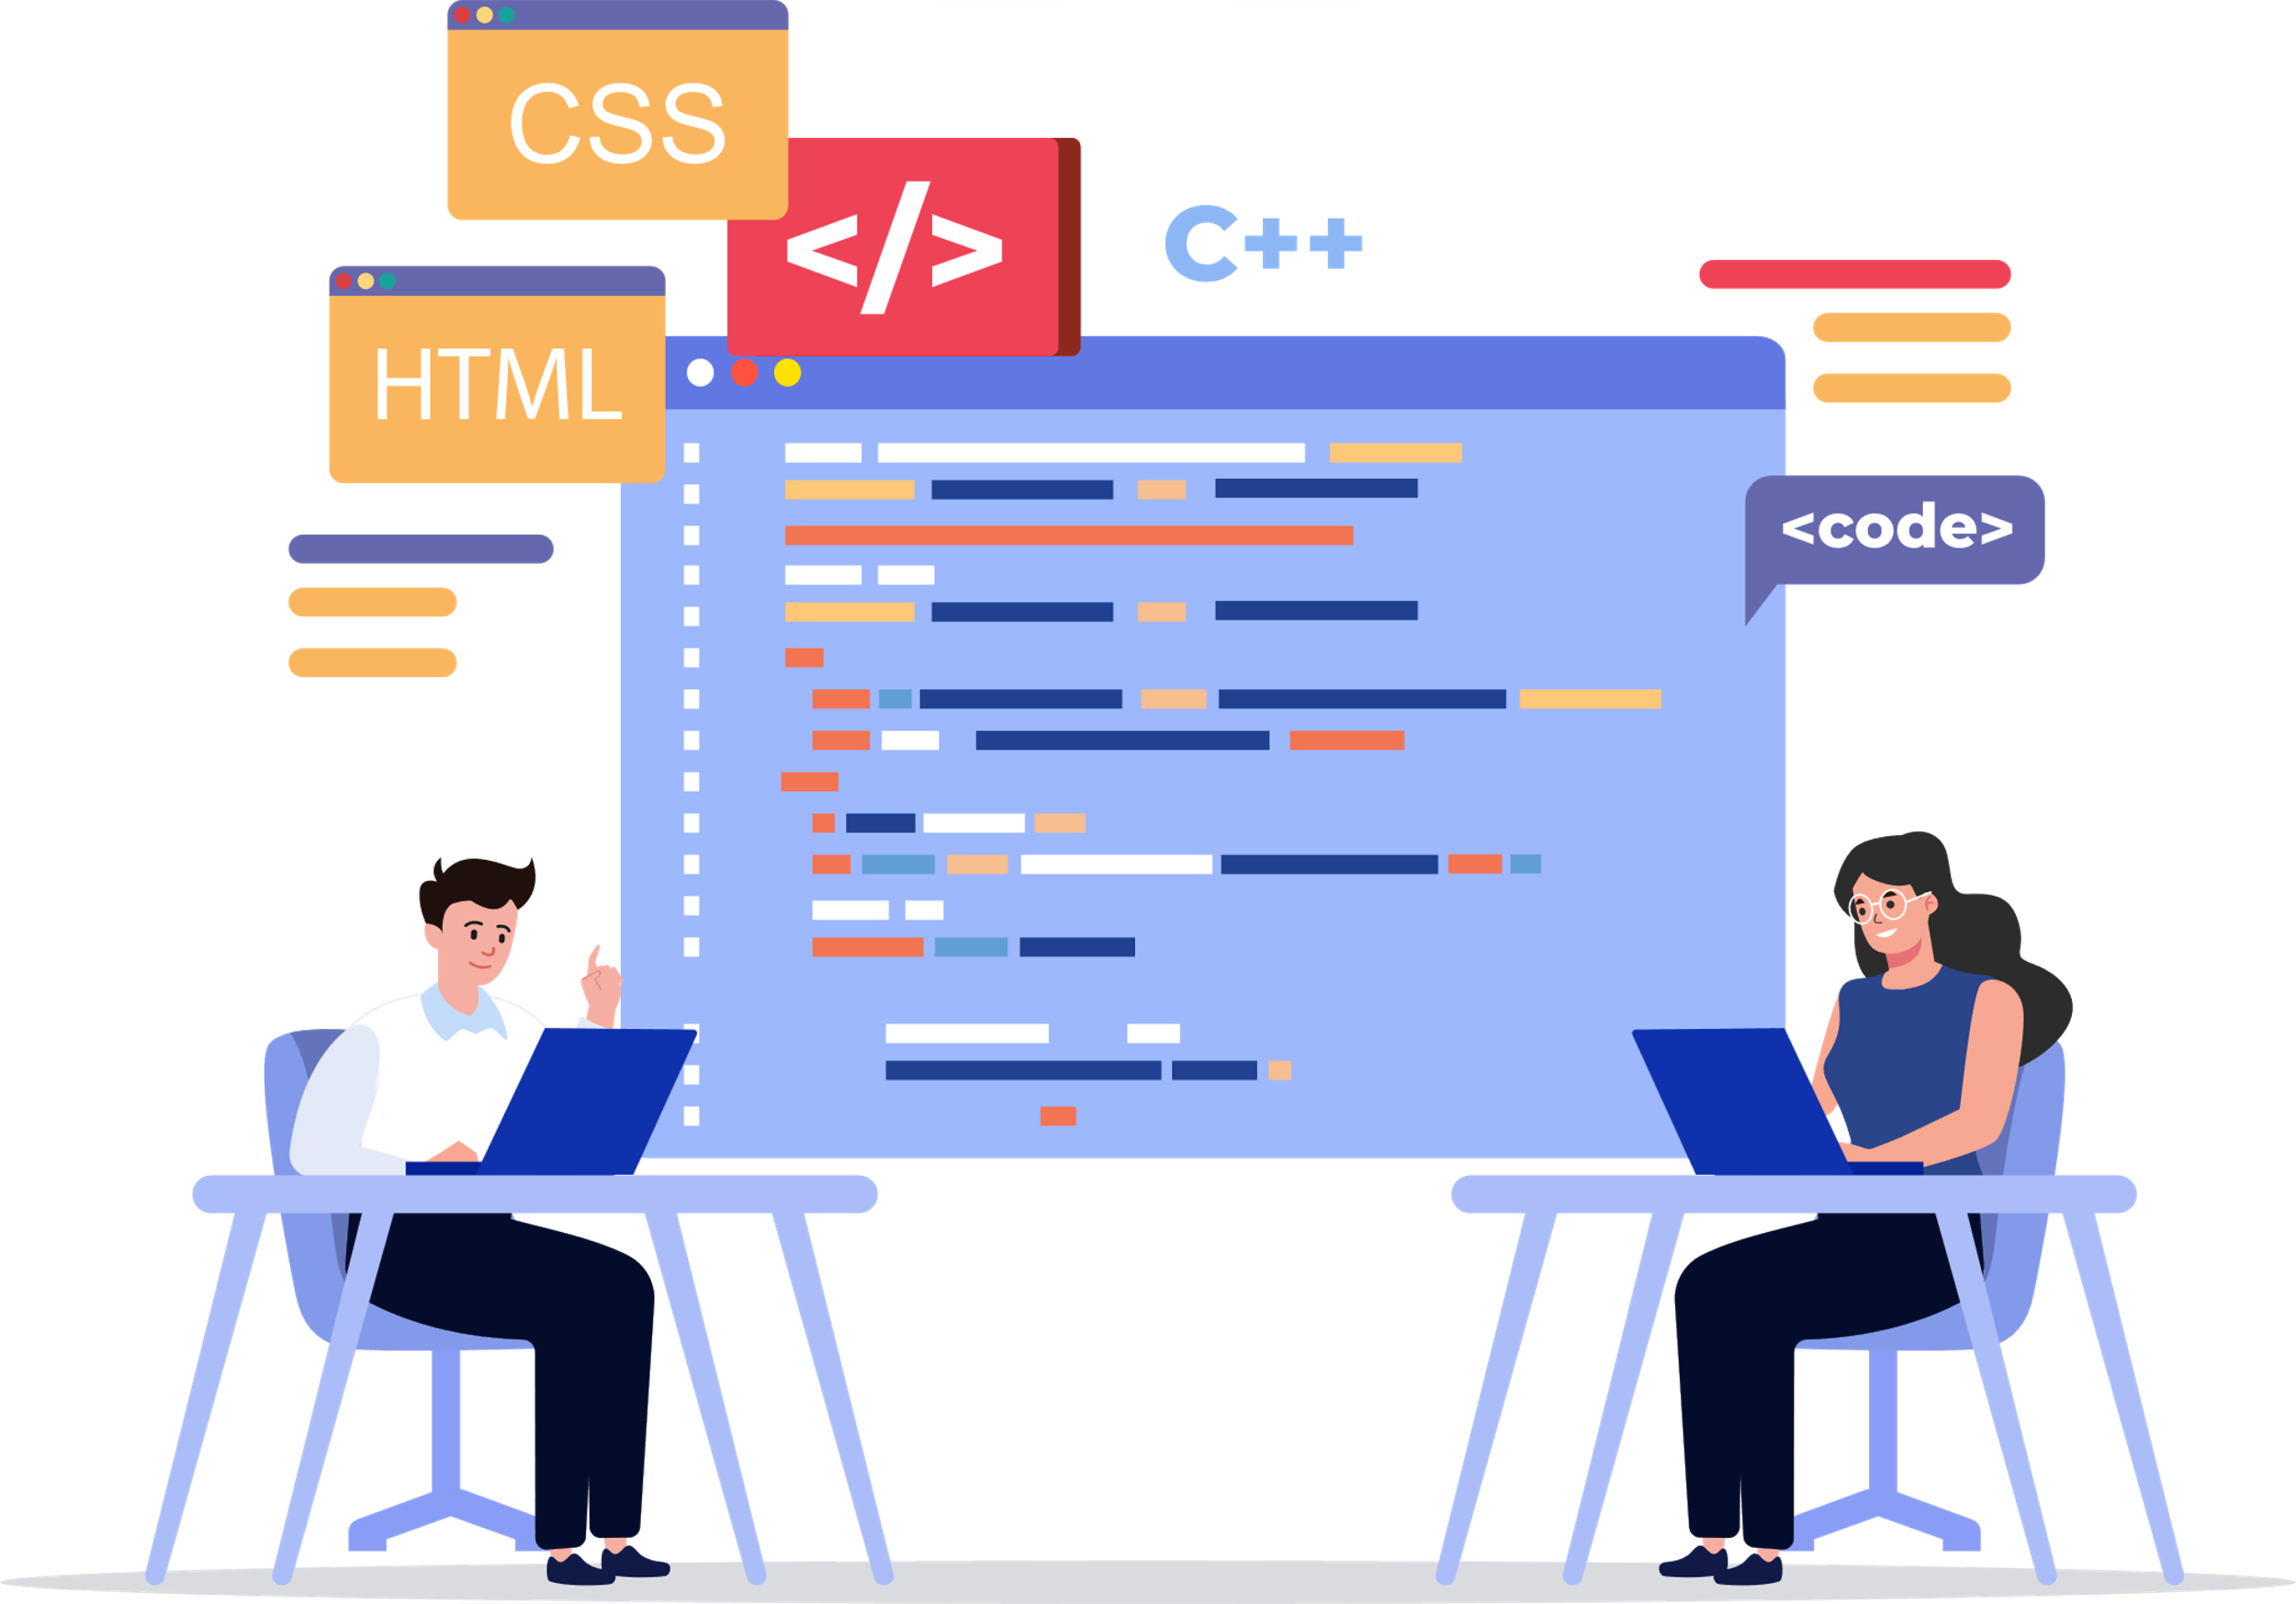 CSS
</>
C++
HTML
<code>